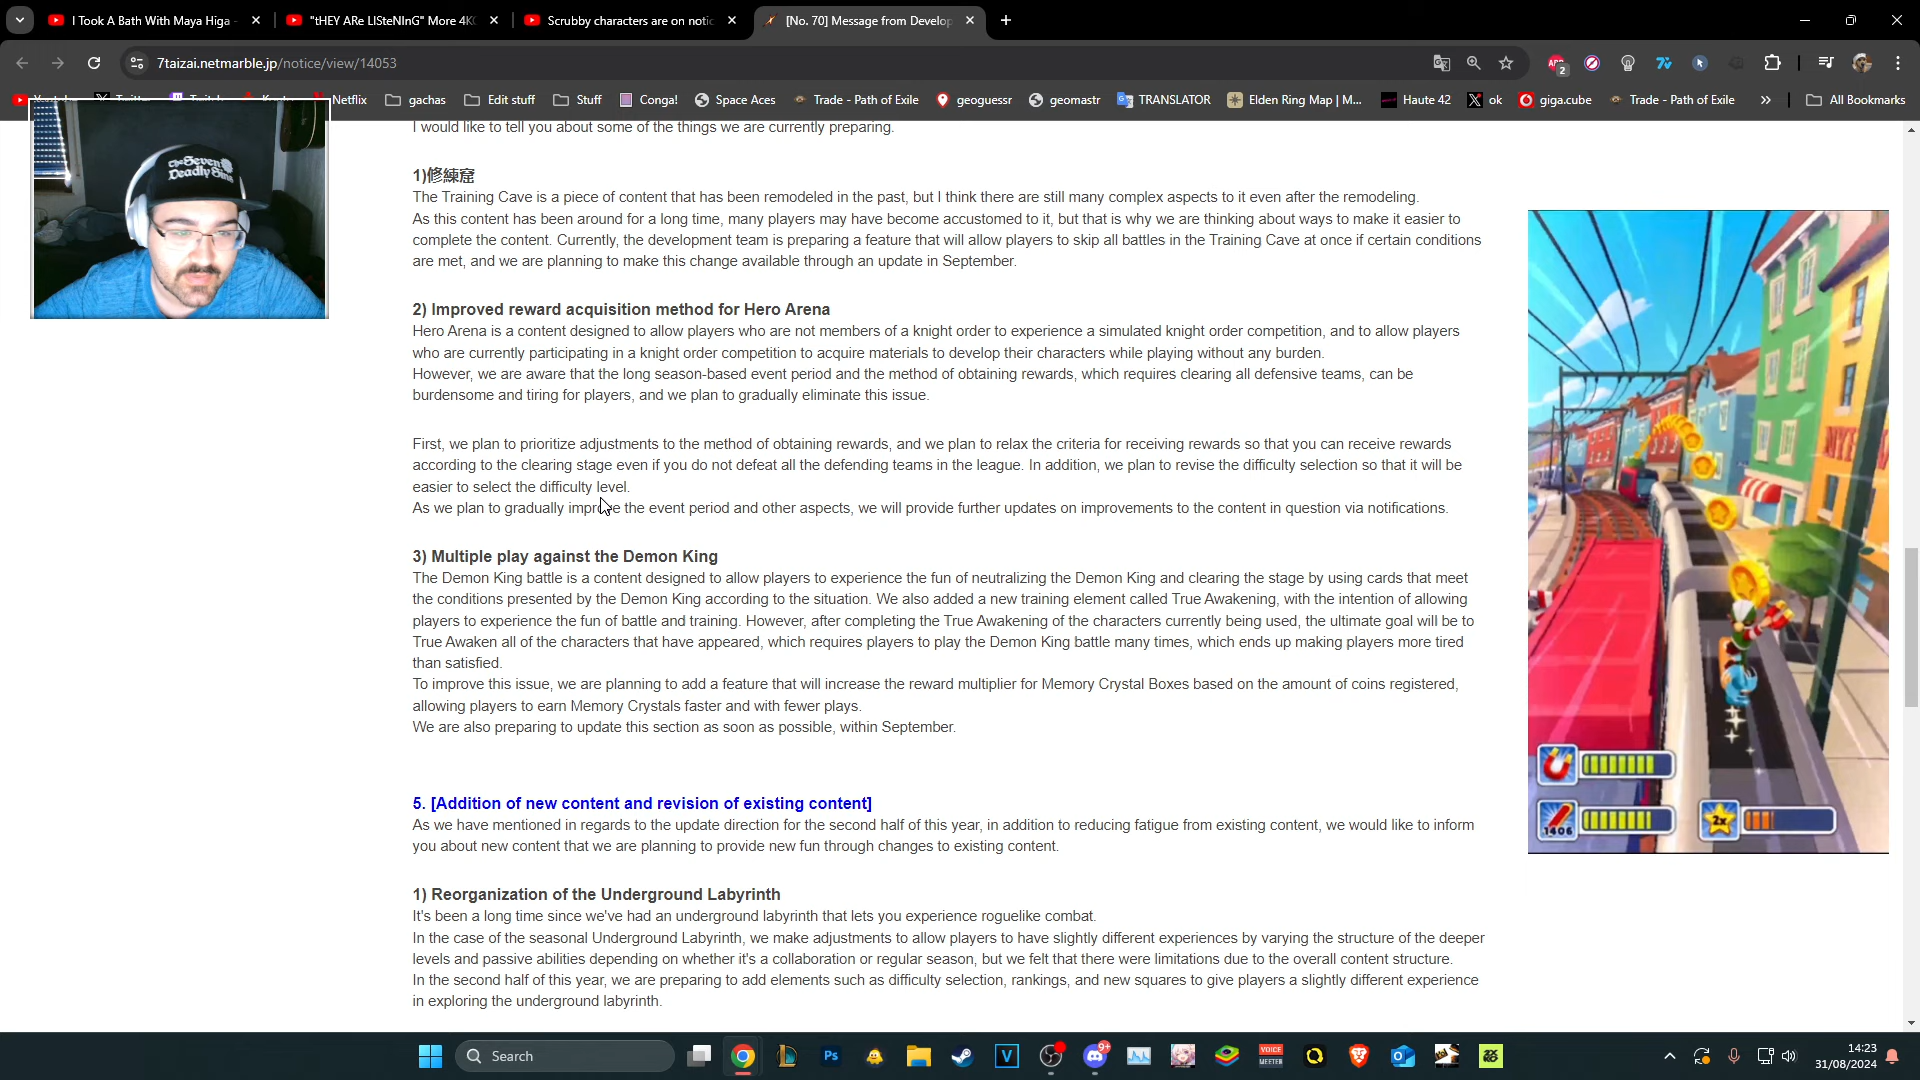 I Took A Bath With Maya Higa
"tHEY ARe LISteNInG" More 4K
Scrubby characters are on notic
[No. 70] Message from Develop
7taizai.netmarble.jp/notice/view/14053
Netflix
gachas
Edit stuff
Stuff
Conga!
Space Aces
Trade - Path of Exile
geoguessr
geomastr
TRANSLATOR
Elden Ring Map | M...
Haute 42
ok
giga.cube
Trade - Path of Exile
All Bookmarks
The Seven
Deadly Sins
I would like to tell you about some of the things we are currently preparing.
1)修練窟
The Training Cave is a piece of content that has been remodeled in the past, but I think there are still many complex aspects to it even after the remodeling.
As this content has been around for a long time, many players may have become accustomed to it, but that is why we are thinking about ways to make it easier to
complete the content. Currently, the development team is preparing a feature that will allow players to skip all battles in the Training Cave at once if certain conditions
are met, and we are planning to make this change available through an update in September.
2) Improved reward acquisition method for Hero Arena
Hero Arena is a content designed to allow players who are not members of a knight order to experience a simulated knight order competition, and to allow players
who are currently participating in a knight order competition to acquire materials to develop their characters while playing without any burden.
However, we are aware that the long season-based event period and the method of obtaining rewards, which requires clearing all defensive teams, can be
burdensome and tiring for players, and we plan to gradually eliminate this issue.
First, we plan to prioritize adjustments to the method of obtaining rewards, and we plan to relax the criteria for receiving rewards so that you can receive rewards
according to the clearing stage even if you do not defeat all the defending teams in the league. In addition, we plan to revise the difficulty selection so that it will be
easier to select the difficulty level.
As we plan to gradually improve the event period and other aspects, we will provide further updates on improvements to the content in question via notifications.
3) Multiple play against the Demon King
The Demon King battle is a content designed to allow players to experience the fun of neutralizing the Demon King and clearing the stage by using cards that meet
the conditions presented by the Demon King according to the situation. We also added a new training element called True Awakening, with the intention of allowing
players to experience the fun of battle and training. However, after completing the True Awakening of the characters currently being used, the ultimate goal will be to
True Awaken all of the characters that have appeared, which requires players to play the Demon King battle many times, which ends up making players more tired
than satisfied.
To improve this issue, we are planning to add a feature that will increase the reward multiplier for Memory Crystal Boxes based on the amount of coins registered,
allowing players to earn Memory Crystals faster and with fewer plays.
We are also preparing to update this section as soon as possible, within September.
5. [Addition of new content and revision of existing content]
As we have mentioned in regards to the update direction for the second half of this year, in addition to reducing fatigue from existing content, we would like to inform
you about new content that we are planning to provide new fun through changes to existing content.
1) Reorganization of the Underground Labyrinth
It's been a long time since we've had an underground labyrinth that lets you experience roguelike combat.
In the case of the seasonal Underground Labyrinth, we make adjustments to allow players to have slightly different experiences by varying the structure of the deeper
levels and passive abilities depending on whether it's a collaboration or regular season, but we felt that there were limitations due to the overall content structure.
In the second half of this year, we are preparing to add elements such as difficulty selection, rankings, and new squares to give players a slightly different experience
in exploring the underground labyrinth.
1406
2x
Search
Ps
V
VOICE
MEETER
9+
14:23
31/08/2024